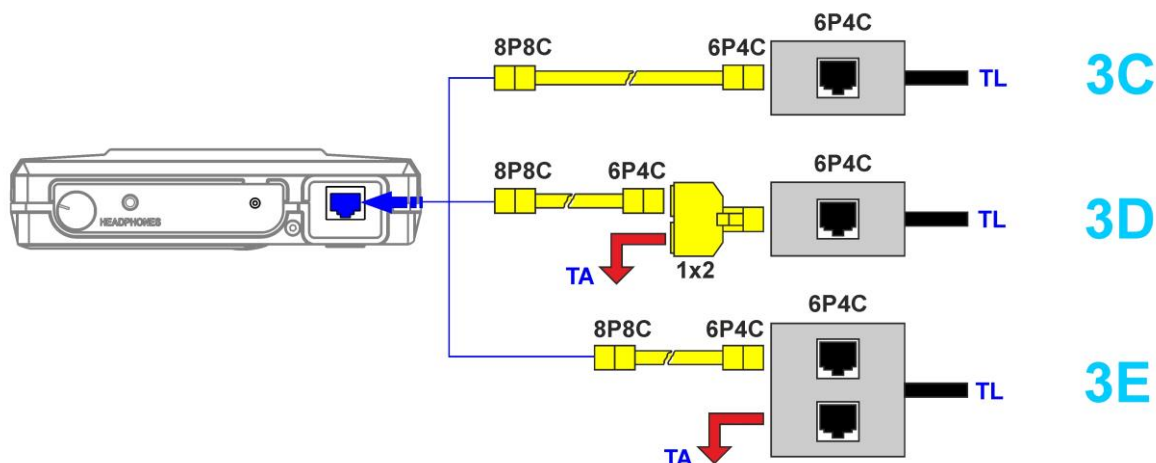 6P4C
8P8C 6P4C
TL
3C
HEADPHONES
8P8C 6P4C
6P4C
TL
3D
TA
1x2
6P4C
8P8C 6P4C
TL
3E
TA